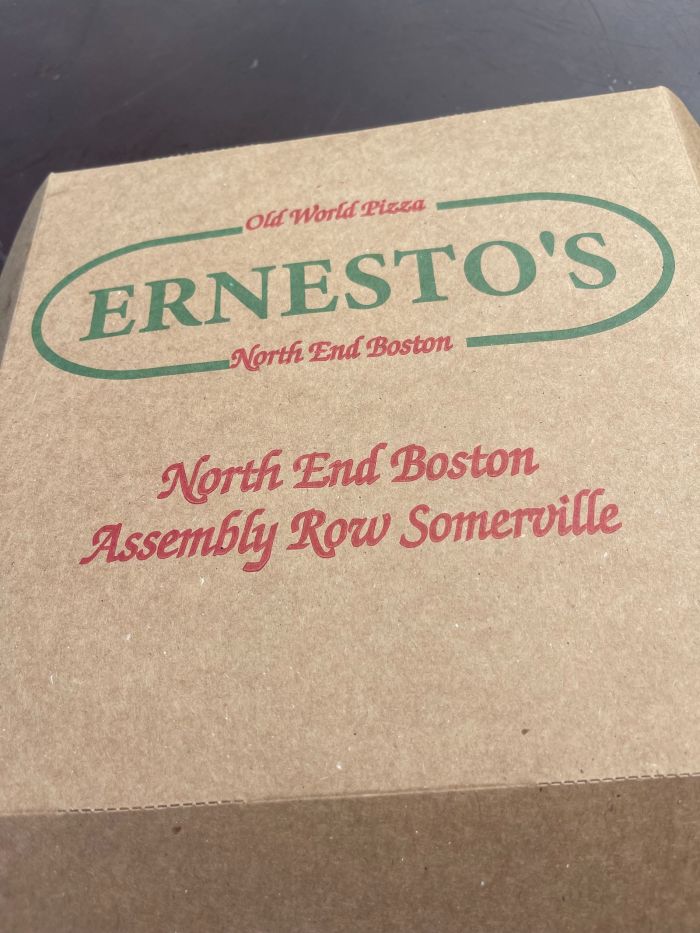 Old World Pizza
ERNESTO'S
North End Boston
North End Boston
Assembly Row Somerville